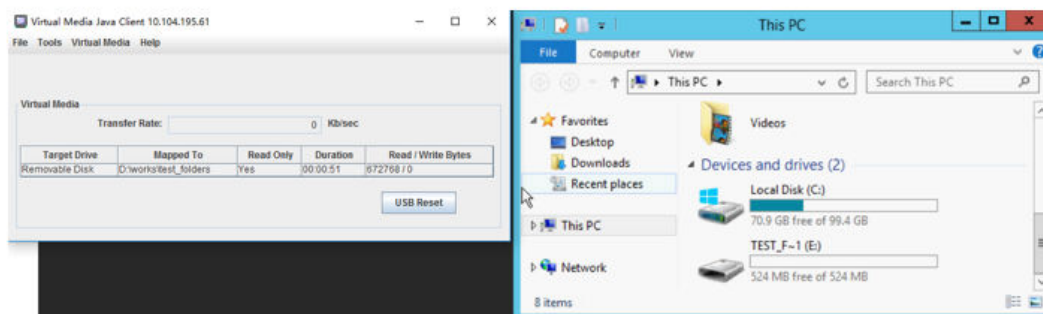 Virtual Media Java Client 10.104.195.61
File Tools Virtual Media Help
Virtual Media
Transfer Rate: 0 Kb/sec
Target Drive Mapped To Read Only Duration Read / Write Bytes
Removable Disk D:\works\test_folders Yes 00:00:51 672768 / 0
USB Reset
This PC
File Computer View
This PC
Search This PC
Favorites
Desktop
Downloads
Recent places
This PC
Network
Videos
Devices and drives (2)
Local Disk (C:)
70.9 GB free of 99.4 GB
TEST_F~1 (E:)
524 MB free of 524 MB
8 items